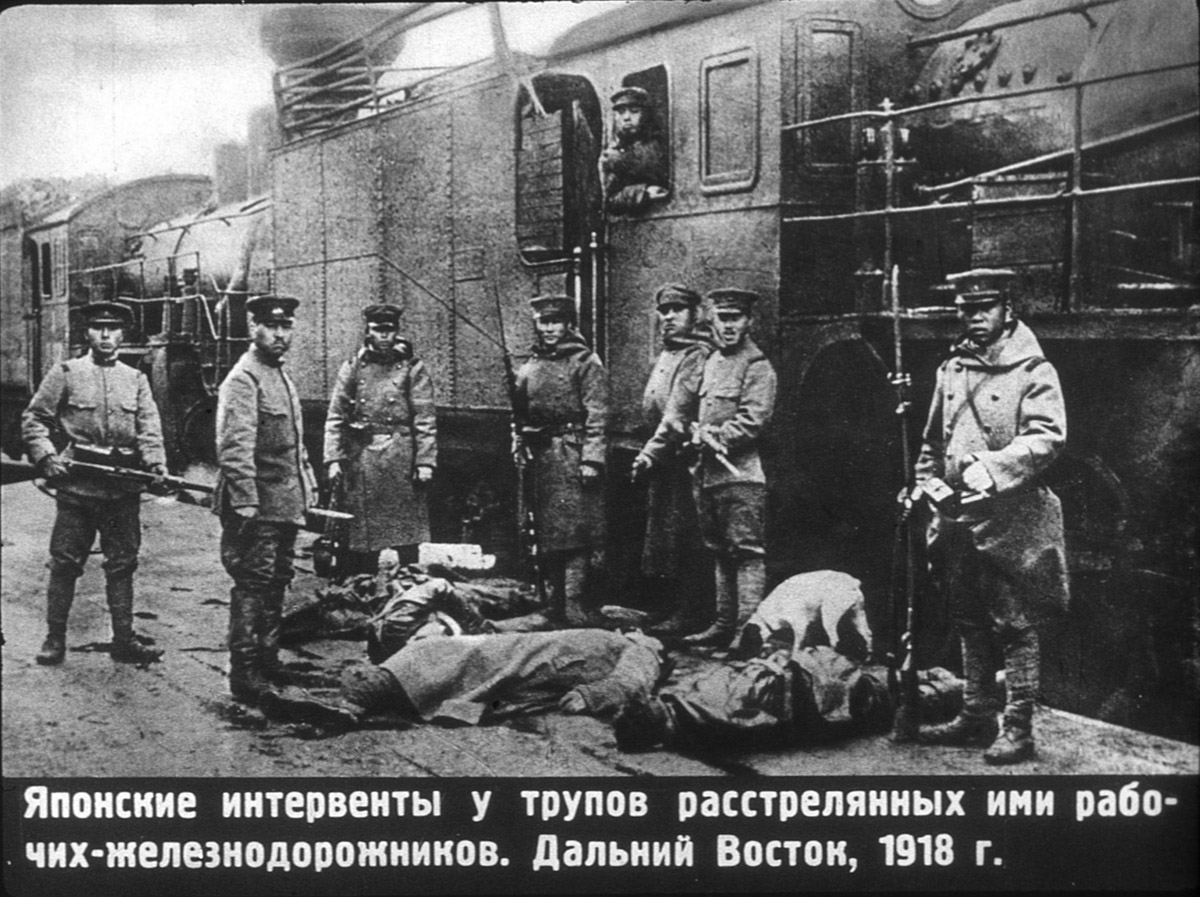 Японские интервенты у трупов расстрелянных ими рабо-
чих-железнодорожников. Дальний Восток, 1918 г.